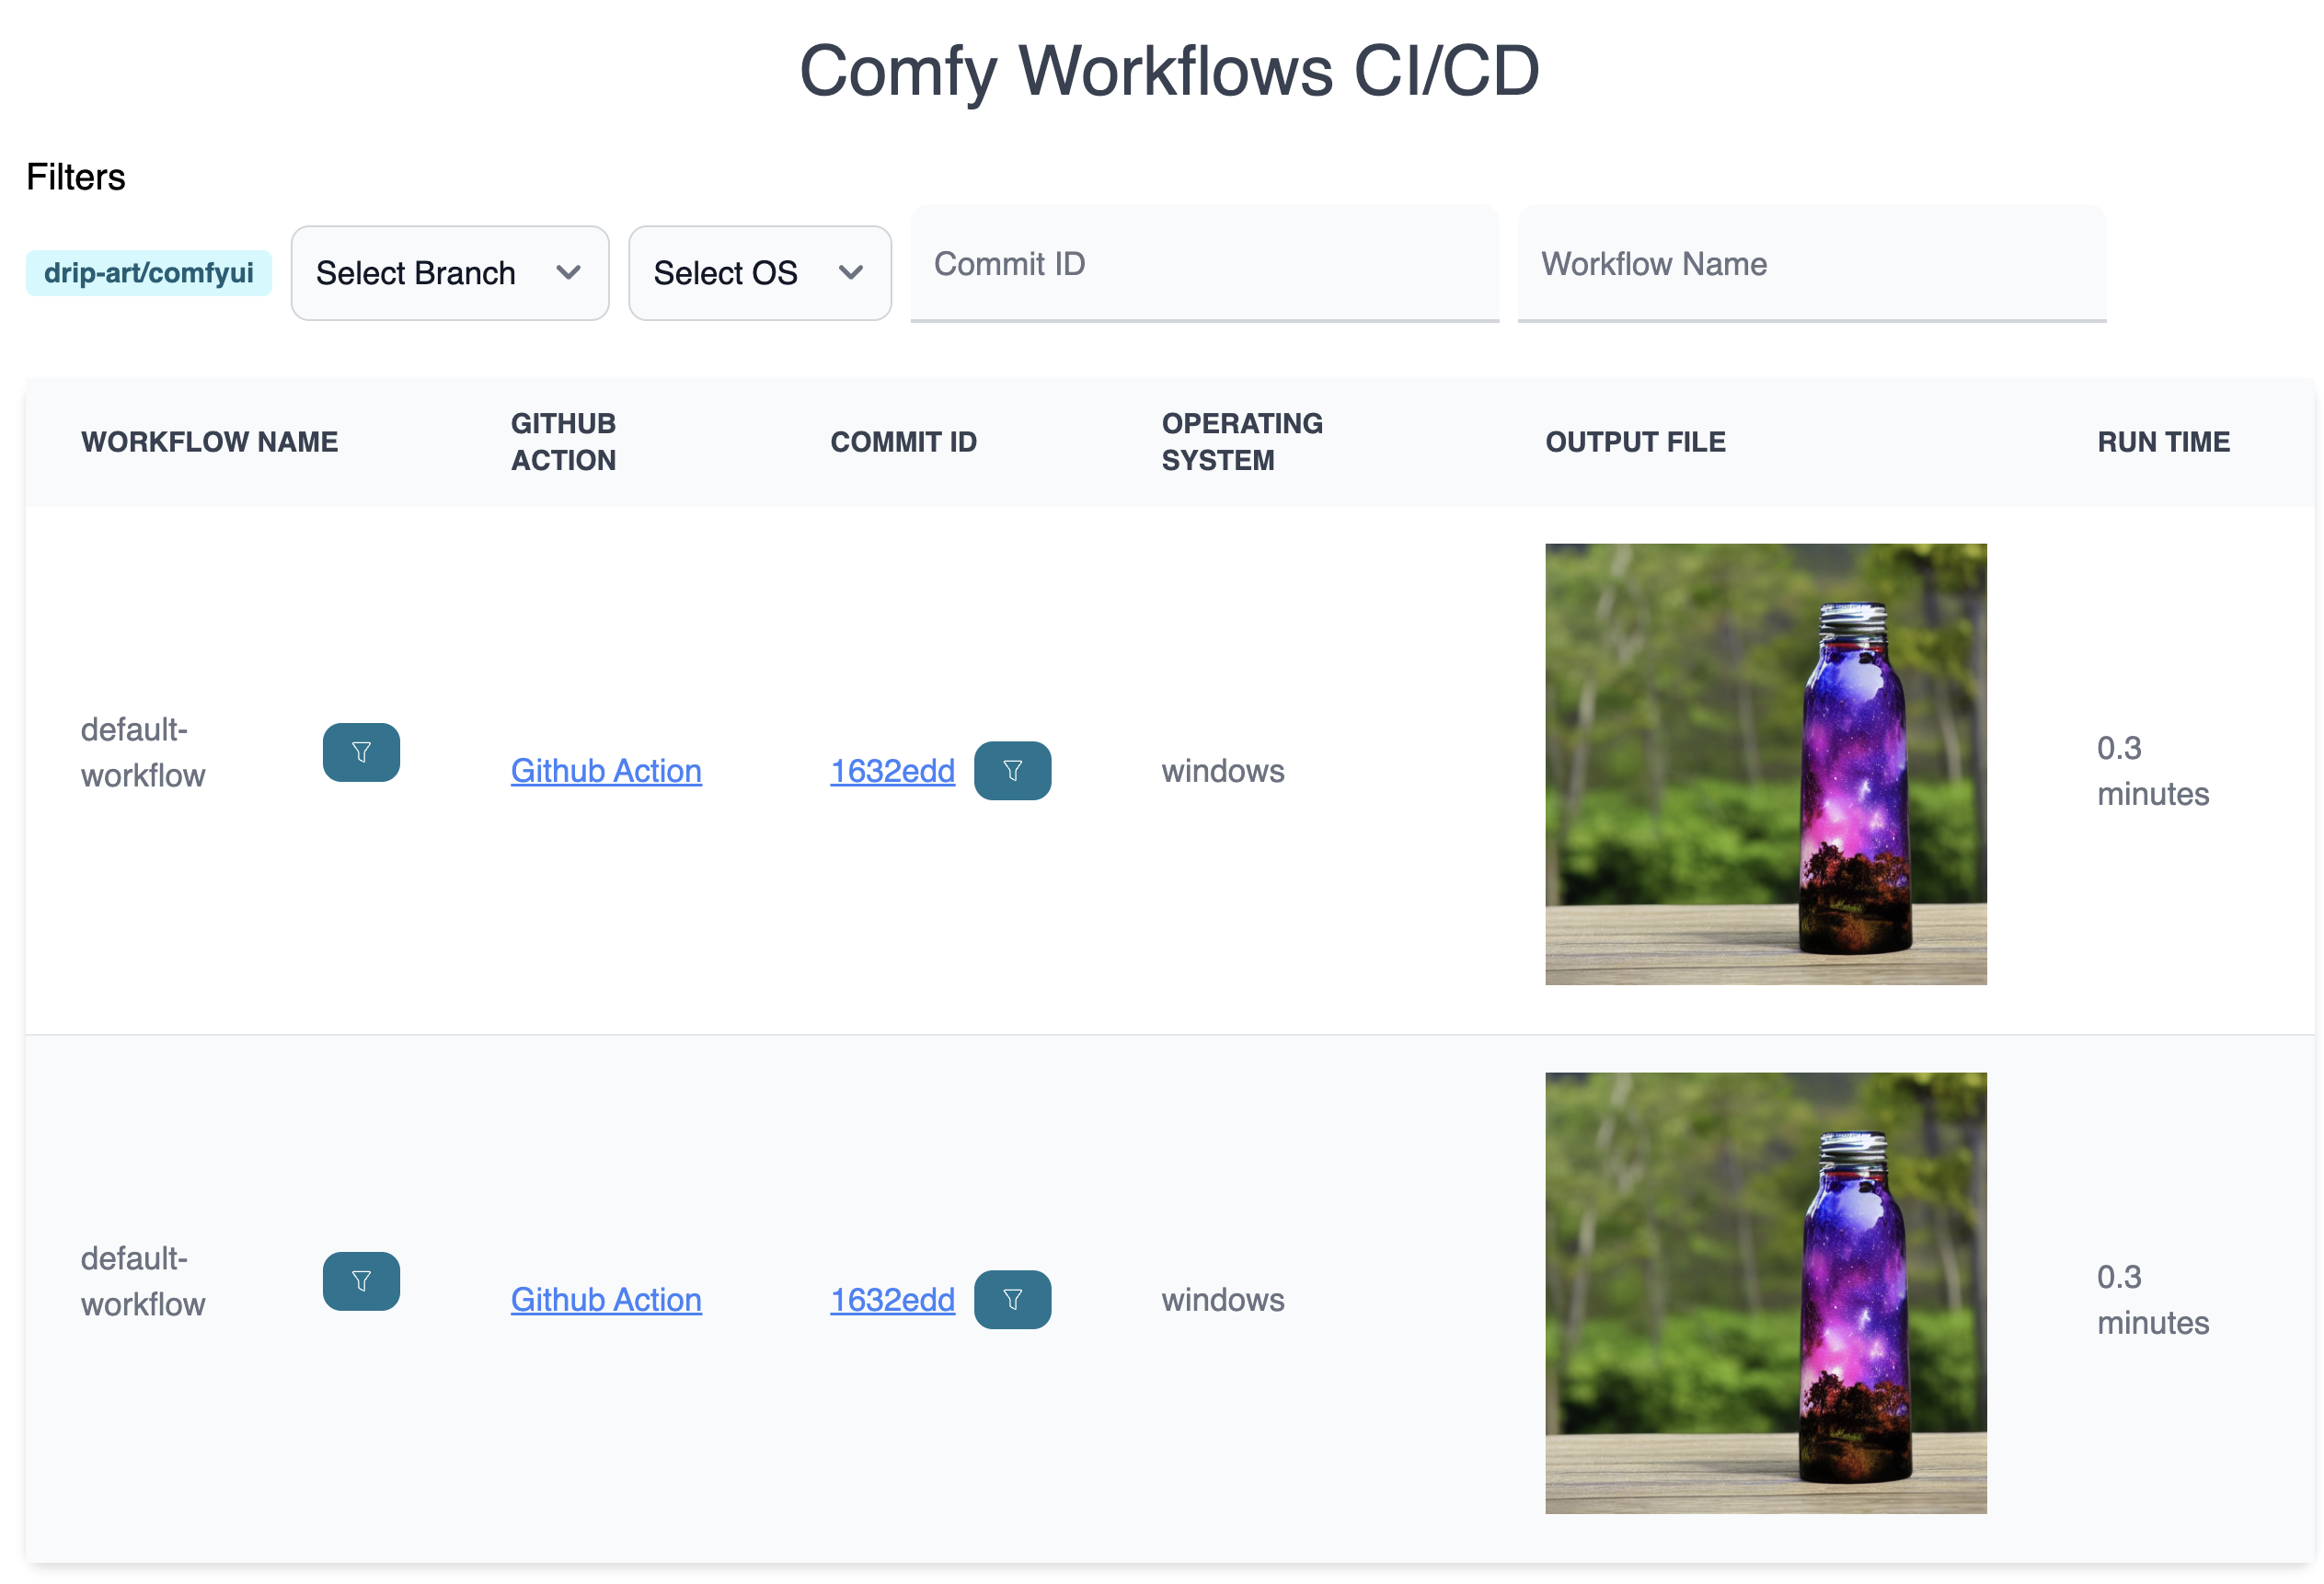 Comfy Workflows CI/CD
Filters
drip-art/comfyui
Select Branch
Select OS
Commit ID
Workflow Name
WORKFLOW NAME
GITHUB
ACTION
COMMIT ID
OPERATING
SYSTEM
OUTPUT FILE
RUN TIME
default-
workflow
Github Action
1632edd
windows
0.3
minutes
default-
workflow
Github Action
1632edd
windows
0.3
minutes